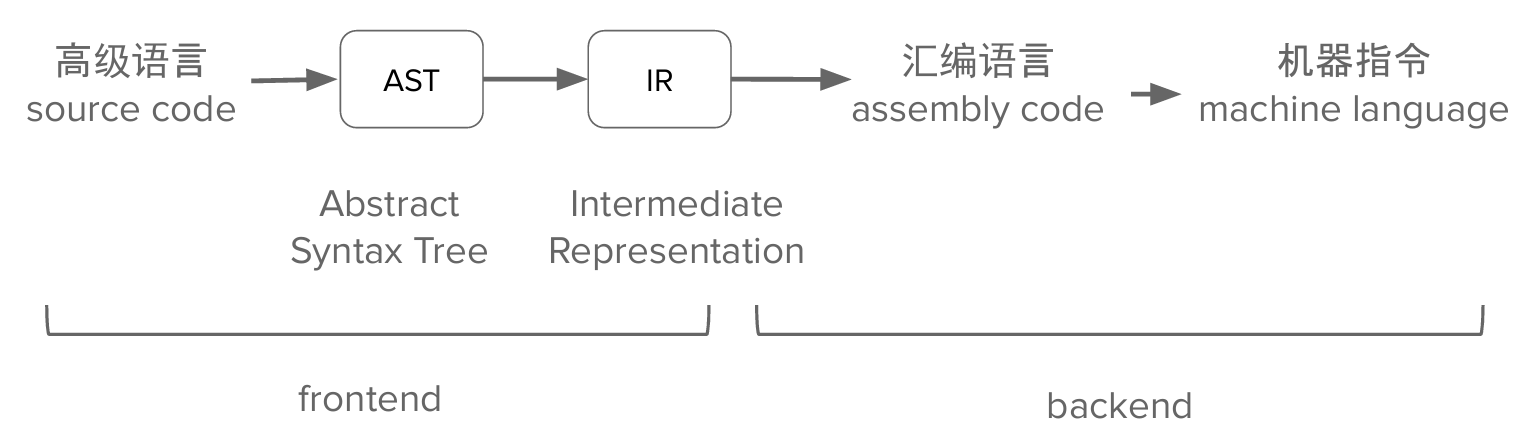 高级语言
source code
AST
IR
汇编语言
assembly code
机器指令
machine language
Abstract
Syntax Tree
Intermediate
Representation
frontend
backend